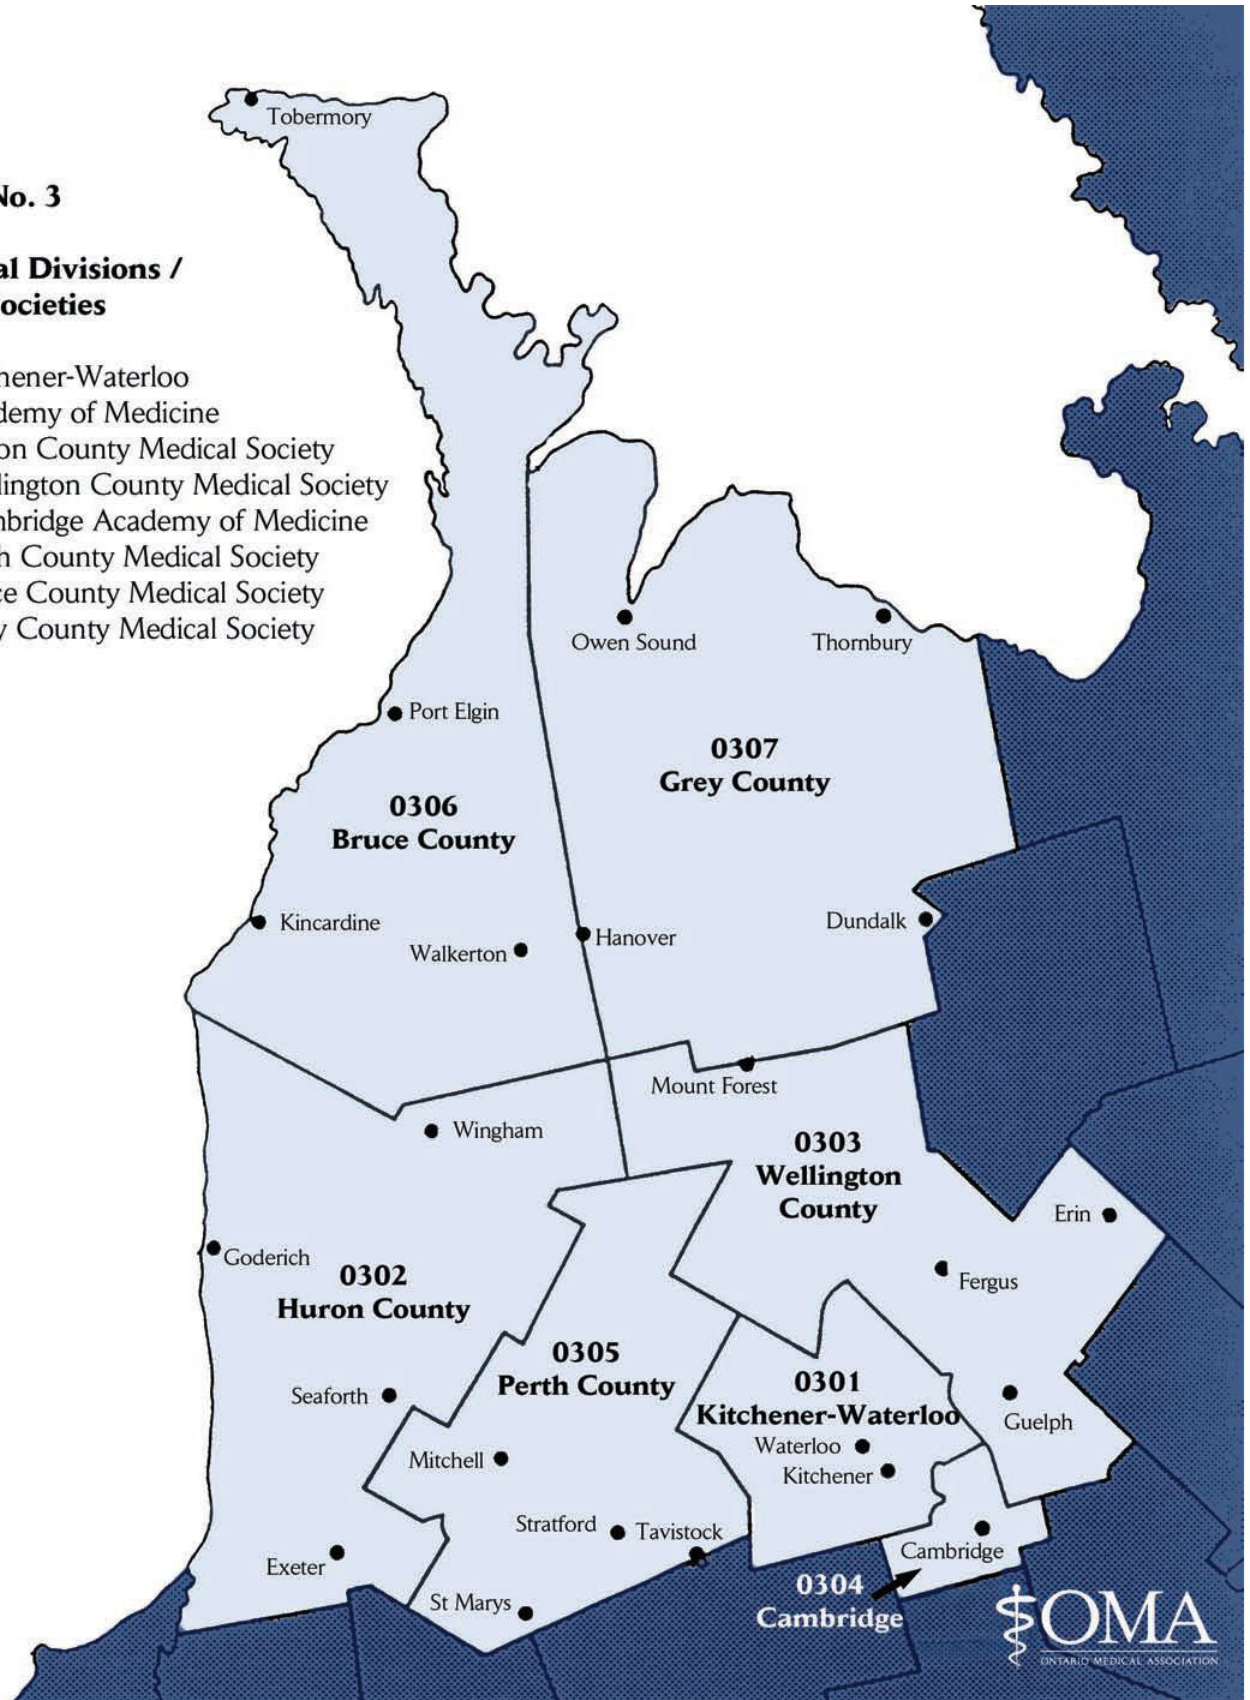 Tobermory
No. 3
al Divisions /
ocieties
hener-Waterloo
demy of Medicine
on County Medical Society
lington County Medical Society
nbridge Academy of Medicine
h County Medical Society
ce County Medical Society
y County Medical Society
Owen Sound
Thornbury
Port Elgin
0307
Grey County
0306
Bruce County
Kincardine
Walkerton
Hanover
Dundalk
Mount Forest
Wingham
0303
Wellington
County
Erin
Goderich
Fergus
0302
Huron County
0305
Perth County
0301
Kitchener-Waterloo
Seaforth
Guelph
Waterloo
Mitchell
Kitchener
Stratford
Tavistock
Cambridge
Exeter
0304
Cambridge
St Marys
OMA
ONTARIO MEDICAL ASSOCIATION